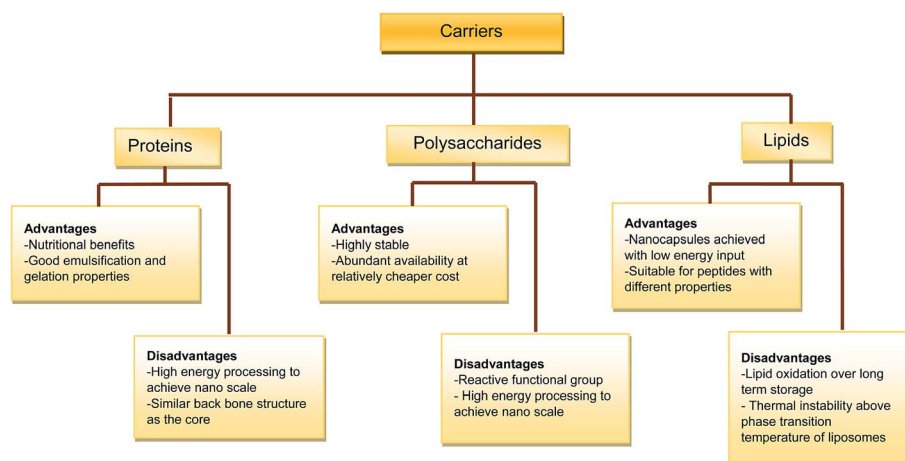 Carriers
Proteins
Polysaccharides
Lipids
Advantages
-Nutritional benefits
-Good emulsification and
gelation properties
Advantages
-Highly stable
-Abundant availability at
relatively cheaper cost
Advantages
-Nanocapsules achieved
with low energy input
-Suitable for peptides with
different properties
Disadvantages
-High energy processing to
achieve nano scale
-Similar back bone structure
as the core
Disadvantages
-Reactive functional group
- High energy processing to
achieve nano scale
Disadvantages
-Lipid oxidation over long
term storage
- Thermal instability above
phase transition
temperature of liposomes